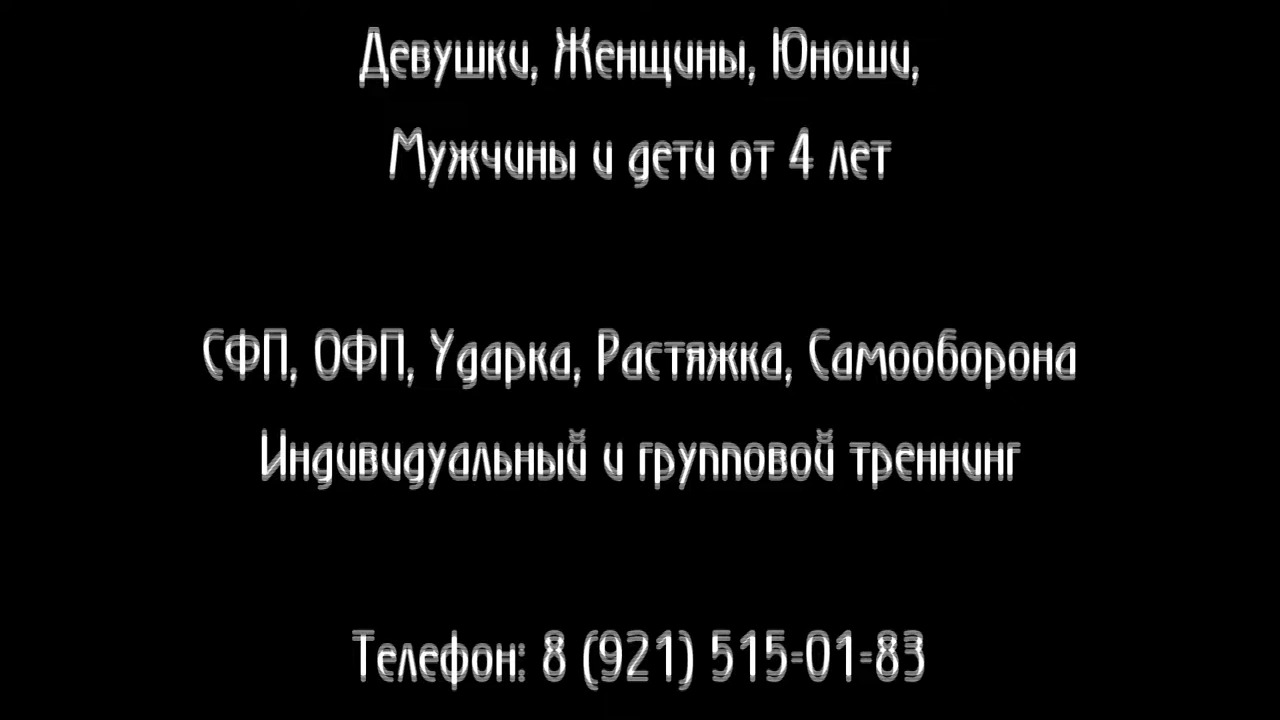 Девушки, Женщины, Юноши,
Мужчины и дети от 4 лет
СФП, ОФП, Ударка, Растяжка, Самооборона
Индивидуальный и групповой треннинг
Телефон: 8 (921) 515-01-83